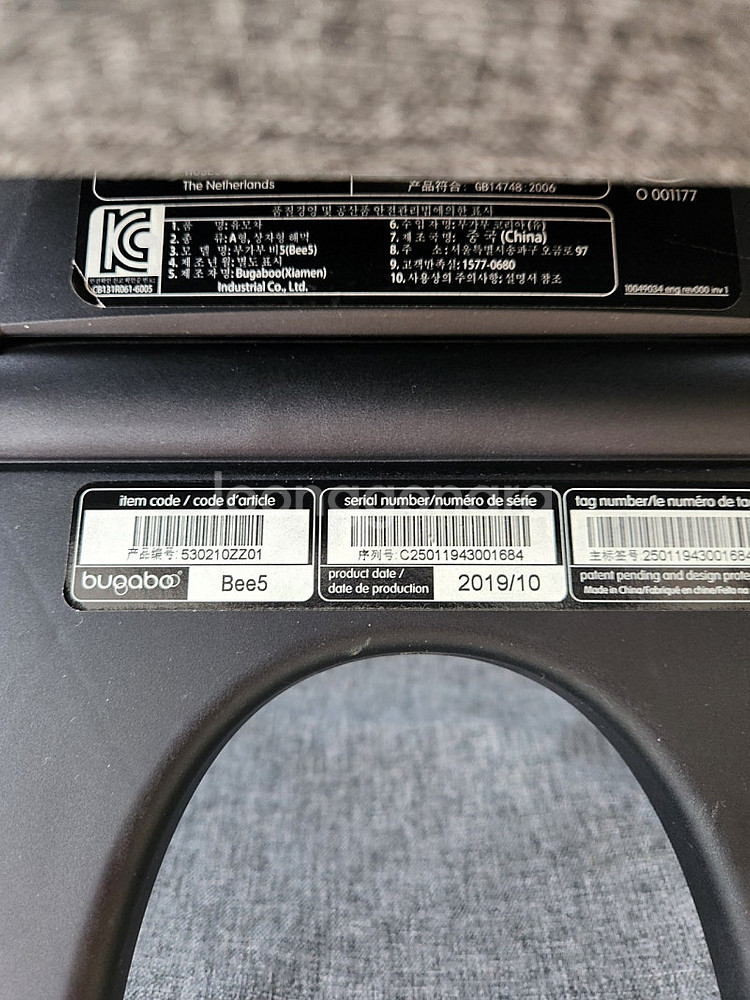 The Netherlands
产品符合: GB14748:2006
O 001177
품질경영 및 공산품 안전관리법에의한 표시
KC
CB131R061-6005
1. 품 명: 유모차
2. 종 류: A형, 상자형 해먹
3. 모 델 명: 부가부 비5(Bee5)
4. 제 조 년 월: 별도 표시
5. 제 조 자 명: Bugaboo(Xiamen)
Industrial Co., Ltd.
6. 수 입 자 명: 부가부 코리아 (유)
7. 제 조 국 명: 중국 (China)
8. 주 소: 서울특별시송파구 오금로 97
9. 고객만족실: 1577-0680
10. 사용상의 주의사항: 설명서 참조
10049034 eng rev000 inv1
item code / code d'article
产品编号: 530210ZZ01
bugaboo
Bee5
serial number/numéro de série
序列号: C25011943001684
product date /
date de production
2019/10
tag number/le numéro de ta
主标签号: 2501194300168
patent pending and design prote
Made in China/Fabriqué en chine/Feito na